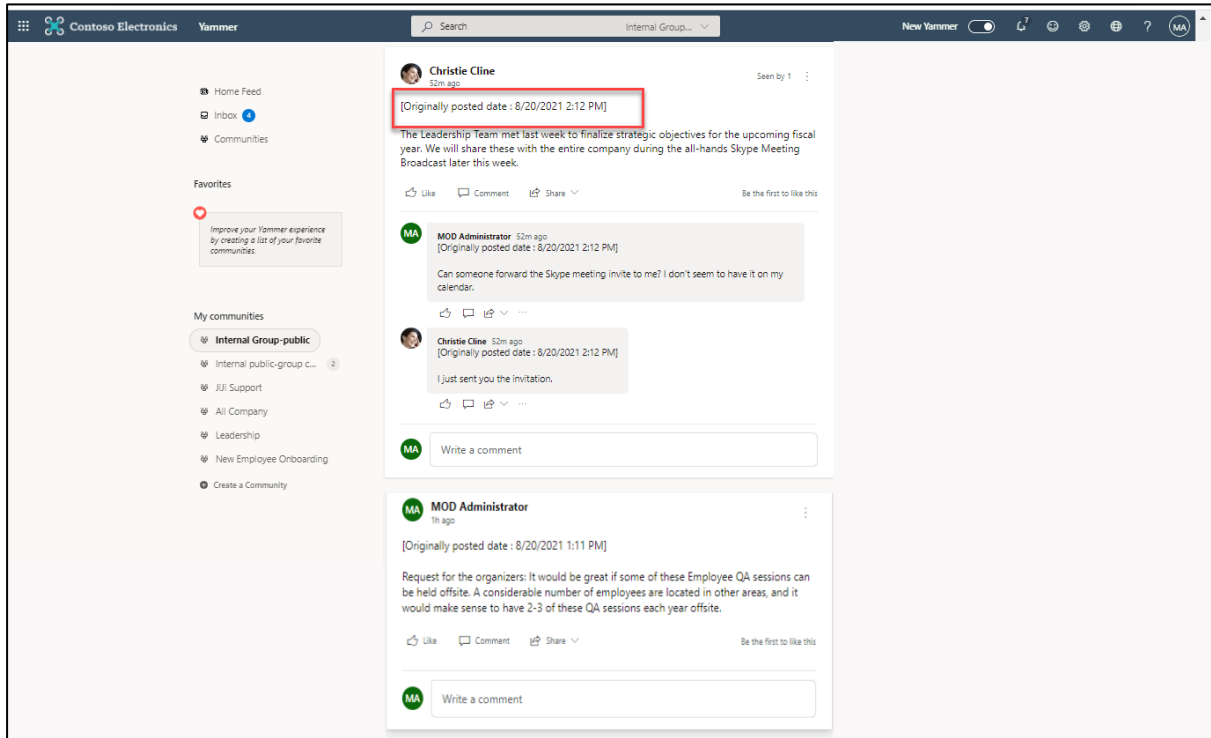 Contoso Electronics Yammer Search Internal Group... New Yammer 7 ? MA
Home Feed
Inbox 4
Communities
Favorites
Improve your Yammer experience
by creating a list of your favorite
communities.
My communities
Internal Group-public
Internal public-group c... 2
JiJi Support
All Company
Leadership
New Employee Onboarding
Create a Community
Christie Cline
52m ago
Seen by 1
[Originally posted date : 8/20/2021 2:12 PM]
The Leadership Team met last week to finalize strategic objectives for the upcoming fiscal
year. We will share these with the entire company during the all-hands Skype Meeting
Broadcast later this week.
Like Comment Share Be the first to like this
MA
MOD Administrator 52m ago
[Originally posted date : 8/20/2021 2:12 PM]
Can someone forward the Skype meeting invite to me? I don't seem to have it on my
calendar.
Christie Cline 52m ago
[Originally posted date : 8/20/2021 2:12 PM]
I just sent you the invitation.
MA Write a comment
MA MOD Administrator
1h ago
[Originally posted date : 8/20/2021 1:11 PM]
Request for the organizers: It would be great if some of these Employee QA sessions can
be held offsite. A considerable number of employees are located in other areas, and it
would make sense to have 2-3 of these QA sessions each year offsite.
Like Comment Share Be the first to like this
MA Write a comment